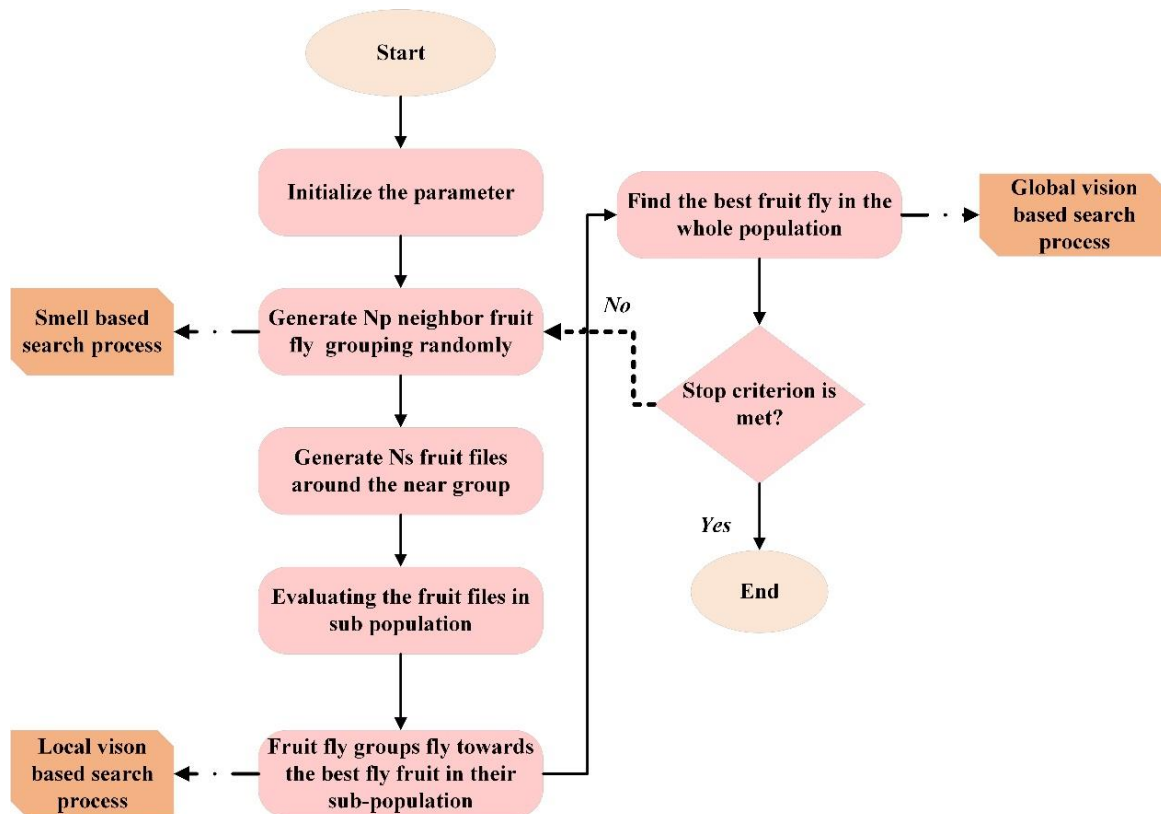 Start
Initialize the parameter
Smell based
search process
Generate Np neighbor fruit
fly grouping randomly
Generate Ns fruit files
around the near group
Evaluating the fruit files in
sub population
Local vison
based search
process
Fruit fly groups fly towards
the best fly fruit in their
sub-population
Find the best fruit fly in the
whole population
Global vision
based search
process
No
Stop criterion is
met?
Yes
End